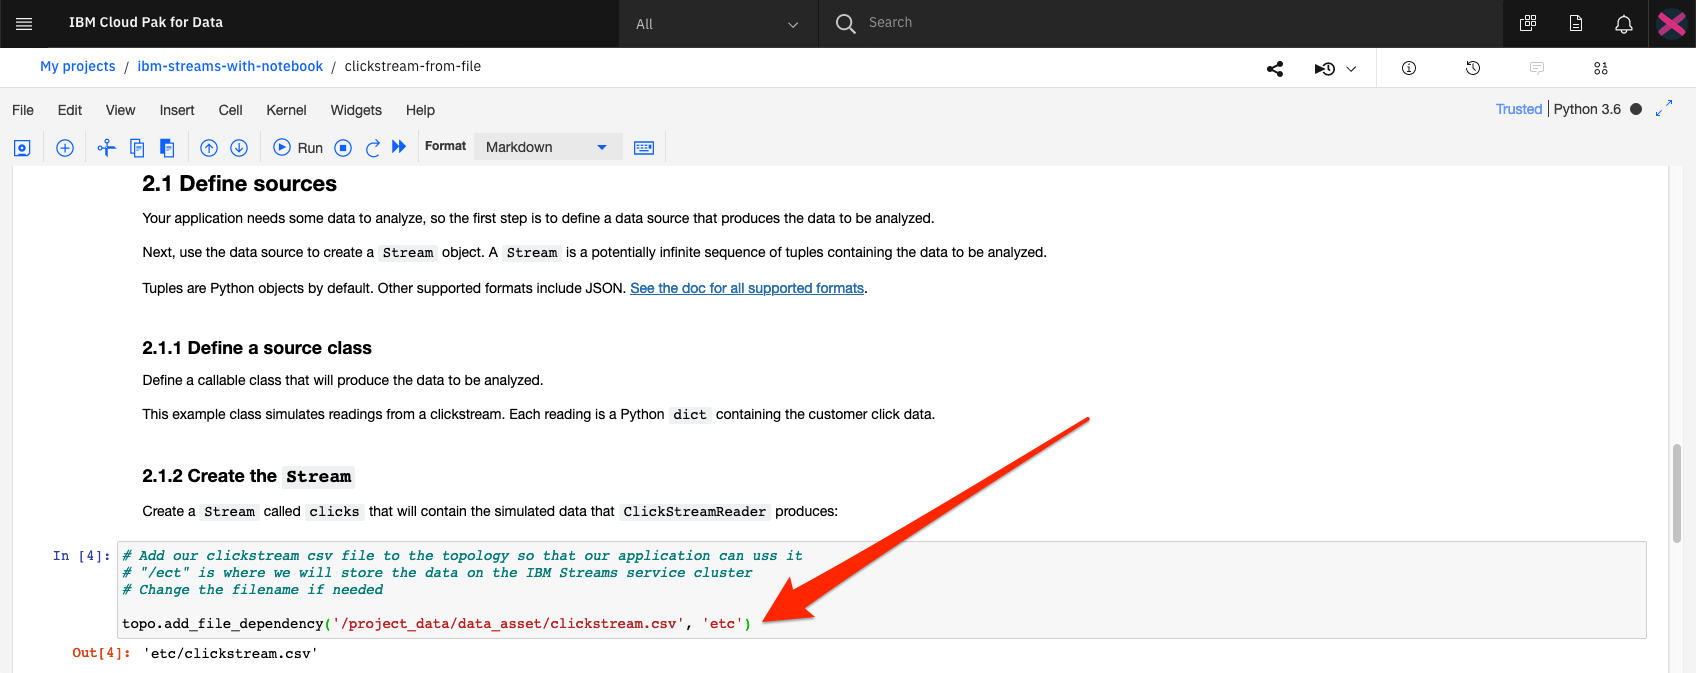 IBM Cloud Pak for Data
All
Search
My projects / ibm-streams-with-notebook / clickstream-from-file
File Edit View Insert Cell Kernel Widgets Help
Trusted | Python 3.6
Run
Format
Markdown
2.1 Define sources
Your application needs some data to analyze, so the first step is to define a data source that produces the data to be analyzed.
Next, use the data source to create a Stream object. A Stream is a potentially infinite sequence of tuples containing the data to be analyzed.
Tuples are Python objects by default. Other supported formats include JSON. See the doc for all supported formats.
2.1.1 Define a source class
Define a callable class that will produce the data to be analyzed.
This example class simulates readings from a clickstream. Each reading is a Python dict containing the customer click data.
2.1.2 Create the Stream
Create a Stream called clicks that will contain the simulated data that ClickStreamReader produces:
In [4]: # Add our clickstream csv file to the topology so that our application can uss it
# "/ect" is where we will store the data on the IBM Streams service cluster
# Change the filename if needed
topo.add_file_dependency('/project_data/data_asset/clickstream.csv', 'etc')
Out[4]: 'etc/clickstream.csv'